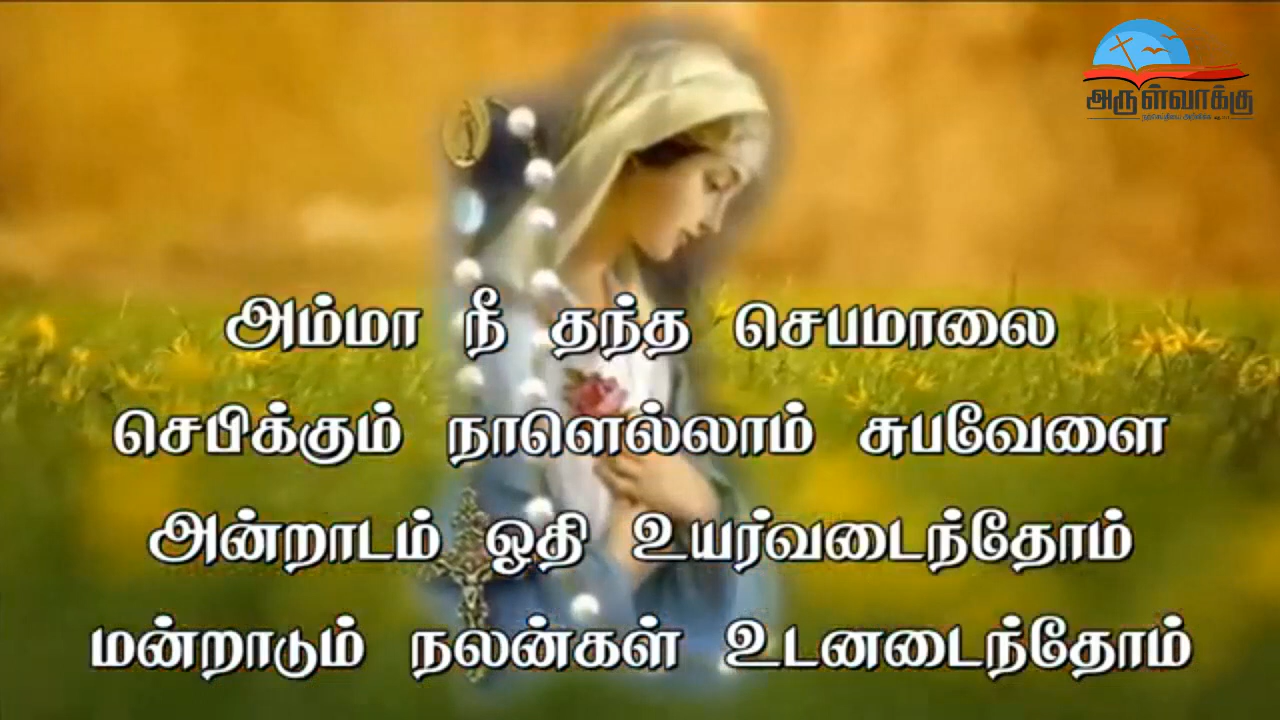 அருள்வாக்கு
அம்மா நீ தந்த செபமாலை
செபிக்கும் நாளெல்லாம் சுபவேளை
அன்றாடம் ஓதி உயர்வடைந்தோம்
மன்றாடும் நலன்கள் உடனடைந்தோம்